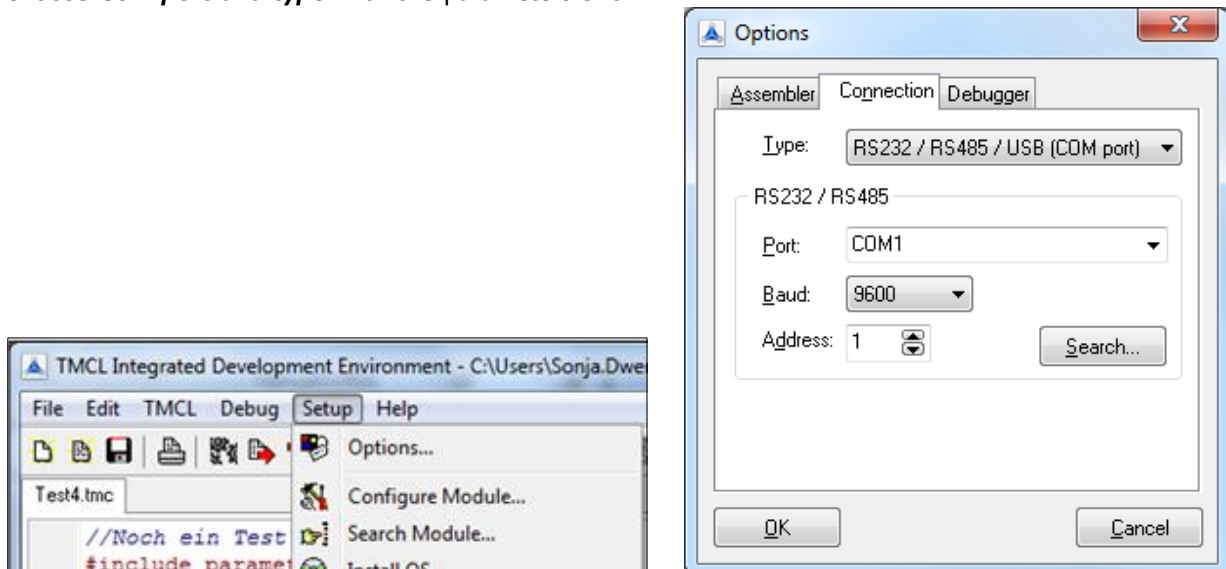 Options
Assembler Connection Debugger
Type: RS232 / RS485 / USB (COM port)
RS232 / RS485
Port: COM1
Baud: 9600
Address: 1
Search...
OK Cancel
TMCL Integrated Development Environment - C:\Users\Sonja.Dwe
File Edit TMCL Debug Setup Help
Options...
Test4.tmc
Configure Module...
//Noch ein Test
Search Module...
#include